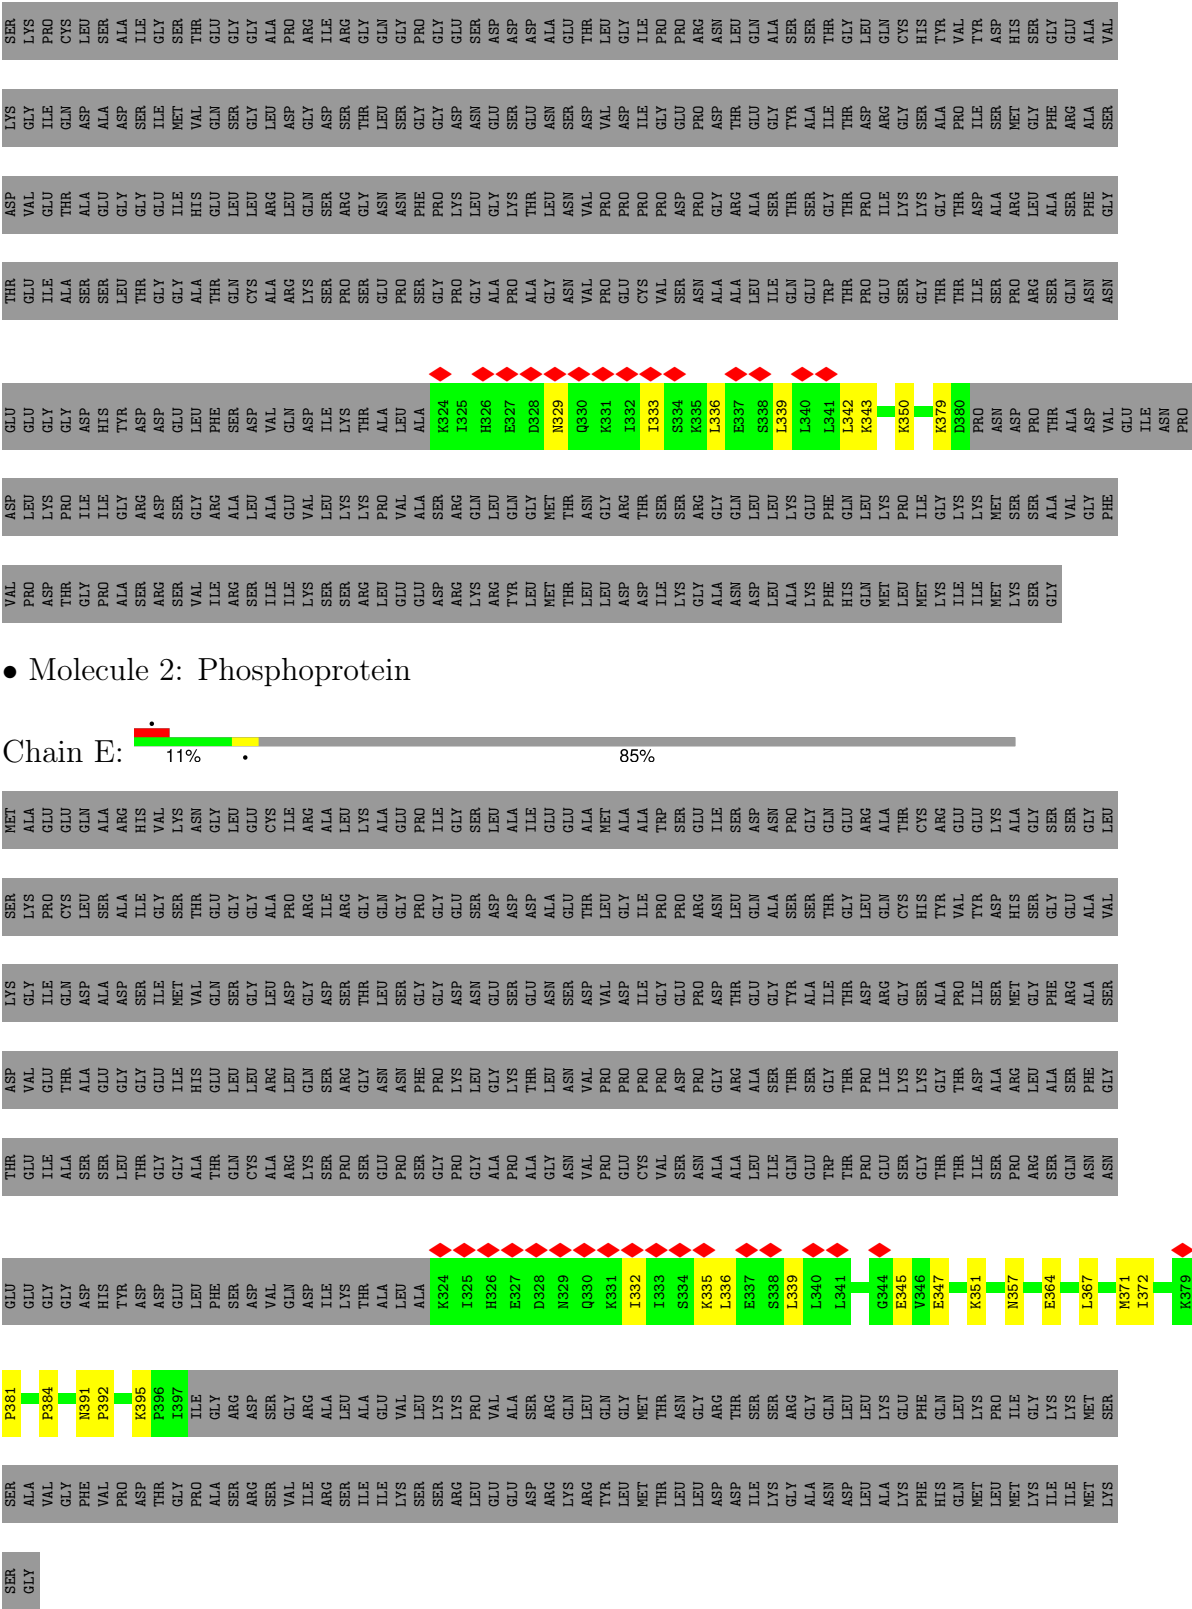 SER LYS PRO CYS LEU SER ALA ILE GLY SER THR GLU GLY GLY ALA PRO ARG ILE ARG GLY GLN GLY PRO GLY GLU SER ASP ASP ASP ALA GLU THR LEU GLY ILE PRO PRO ARG ASN LEU GLN ALA SER SER THR GLY LEU GLN CYS HIS TYR VAL TYR ASP HIS SER GLY GLU ALA VAL
LYS GLY ILE GLN ASP ALA ASP SER ILE MET VAL GLN SER GLY LEU ASP GLY ASP SER THR LEU SER GLY GLY ASP ASN GLU SER GLU ASN SER ASP VAL ASP ILE GLY GLU PRO ASP THR GLU GLY TYR ALA ILE THR ASP ARG GLY SER ALA PRO ILE SER MET GLY PHE ARG ALA SER
ASP VAL GLU THR ALA GLU GLY GLY GLU ILE HIS GLU LEU LEU ARG LEU GLN SER ARG GLY ASN ASN PHE PRO LYS LEU GLY LYS THR LEU ASN VAL PRO PRO PRO PRO ASP PRO GLY ARG ALA SER THR SER GLY THR PRO ILE LYS LYS GLY THR ASP ALA ARG LEU ALA SER PHE GLY
THR GLU ILE ALA SER SER LEU THR GLY GLY ALA THR GLN CYS ALA ARG LYS SER PRO SER GLU PRO SER GLY PRO GLY ALA PRO ALA GLY ASN VAL PRO GLU CYS VAL SER ASN ALA ALA LEU ILE GLN GLU TRP THR PRO GLU SER GLY THR THR ILE SER PRO ARG SER GLN ASN ASN
GLU GLU GLY GLY ASP HIS TYR ASP ASP GLU LEU PHE SER ASP VAL GLN ASP ILE LYS THR ALA LEU ALA K324 I325 H326 E327 D328 N329 Q330 K331 I332 I333 S334 K335 L336 E337 S338 L339 L340 L341 L342 K343 K350 K379 D380 PRO ASN ASP PRO THR ALA ASP VAL GLU ILE ASN PRO
ASP LEU LYS PRO ILE ILE GLY ARG ASP SER GLY ARG ALA LEU ALA GLU VAL LEU LYS LYS PRO VAL ALA SER ARG GLN LEU GLN GLY MET THR ASN GLY ARG THR SER SER ARG GLY GLN LEU LEU LYS GLU PHE GLN LEU LYS PRO ILE GLY LYS LYS MET SER SER ALA VAL GLY PHE
VAL PRO ASP THR GLY PRO ALA SER ARG SER VAL ILE ARG SER ILE ILE LYS SER SER ARG LEU GLU GLU ASP ARG LYS ARG TYR LEU MET THR LEU LEU ASP ASP ILE LYS GLY ALA ASN ASP LEU ALA LYS PHE HIS GLN MET LEU MET LYS ILE ILE MET LYS SER GLY
• Molecule 2: Phosphoprotein
Chain E: 11% 85%
MET ALA GLU GLU GLN ALA ARG HIS VAL LYS ASN GLY LEU GLU CYS ILE ARG ALA LEU LYS ALA GLU PRO ILE GLY SER LEU ALA ILE GLU GLU ALA MET ALA ALA TRP SER GLU ILE SER ASP ASN PRO GLY GLN GLU ARG ALA THR CYS ARG GLU GLU LYS ALA GLY SER SER GLY LEU
SER LYS PRO CYS LEU SER ALA ILE GLY SER THR GLU GLY GLY ALA PRO ARG ILE ARG GLY GLN GLY PRO GLY GLU SER ASP ASP ASP ALA GLU THR LEU GLY ILE PRO PRO ARG ASN LEU GLN ALA SER SER THR GLY LEU GLN CYS HIS TYR VAL TYR ASP HIS SER GLY GLU ALA VAL
LYS GLY ILE GLN ASP ALA ASP SER ILE MET VAL GLN SER GLY LEU ASP GLY ASP SER THR LEU SER GLY GLY ASP ASN GLU SER GLU ASN SER ASP VAL ASP ILE GLY GLU PRO ASP THR GLU GLY TYR ALA ILE THR ASP ARG GLY SER ALA PRO ILE SER MET GLY PHE ARG ALA SER
ASP VAL GLU THR ALA GLU GLY GLY GLU ILE HIS GLU LEU LEU ARG LEU GLN SER ARG GLY ASN ASN PHE PRO LYS LEU GLY LYS THR LEU ASN VAL PRO PRO PRO PRO ASP PRO GLY ARG ALA SER THR SER GLY THR PRO ILE LYS LYS GLY THR ASP ALA ARG LEU ALA SER PHE GLY
THR GLU ILE ALA SER SER LEU THR GLY GLY ALA THR GLN CYS ALA ARG LYS SER PRO SER GLU PRO SER GLY PRO GLY ALA PRO ALA GLY ASN VAL PRO GLU CYS VAL SER ASN ALA ALA LEU ILE GLN GLU TRP THR PRO GLU SER GLY THR THR ILE SER PRO ARG SER GLN ASN ASN
GLU GLU GLY GLY ASP HIS TYR ASP ASP GLU LEU PHE SER ASP VAL GLN ASP ILE LYS THR ALA LEU ALA K324 I325 H326 E327 D328 N329 Q330 K331 I332 I333 S334 K335 L336 E337 S338 L339 L340 L341 G344 E345 V346 E347 K351 N357 E364 L367 M371 I372 K379
P381 P384 N391 P392 K395 P396 I397 ILE GLY ARG ASP SER GLY ARG ALA LEU ALA GLU VAL LEU LYS LYS PRO VAL ALA SER ARG GLN LEU GLN GLY MET THR ASN GLY ARG THR SER SER ARG GLY GLN LEU LEU LYS GLU PHE GLN LEU LYS PRO ILE GLY LYS LYS MET SER
SER ALA VAL GLY PHE VAL PRO ASP THR GLY PRO ALA SER ARG SER VAL ILE ARG SER ILE ILE LYS SER SER ARG LEU GLU GLU ASP ARG LYS ARG TYR LEU MET THR LEU LEU ASP ASP ILE LYS GLY ALA ASN ASP LEU ALA LYS PHE HIS GLN MET LEU MET LYS ILE ILE MET LYS
SER GLY